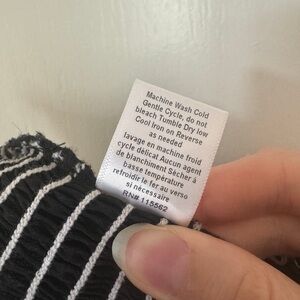 Machine Wash Cold
Gentle Cycle, do not
bleach Tumble Dry low
Cool Iron on Reverse
as needed
lavage en machine froid
cycle délicat Aucun agent
de blanchiment Sécher à
basse température
refroidir le fer au verso
si nécessaire
RN# 115562